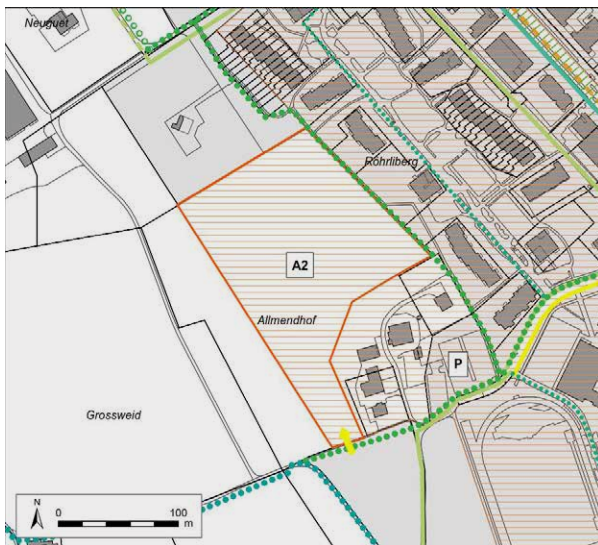 Neuguet
Röhrliberg
A2
Allmendhof
P
Grossweid
N
0 100
m